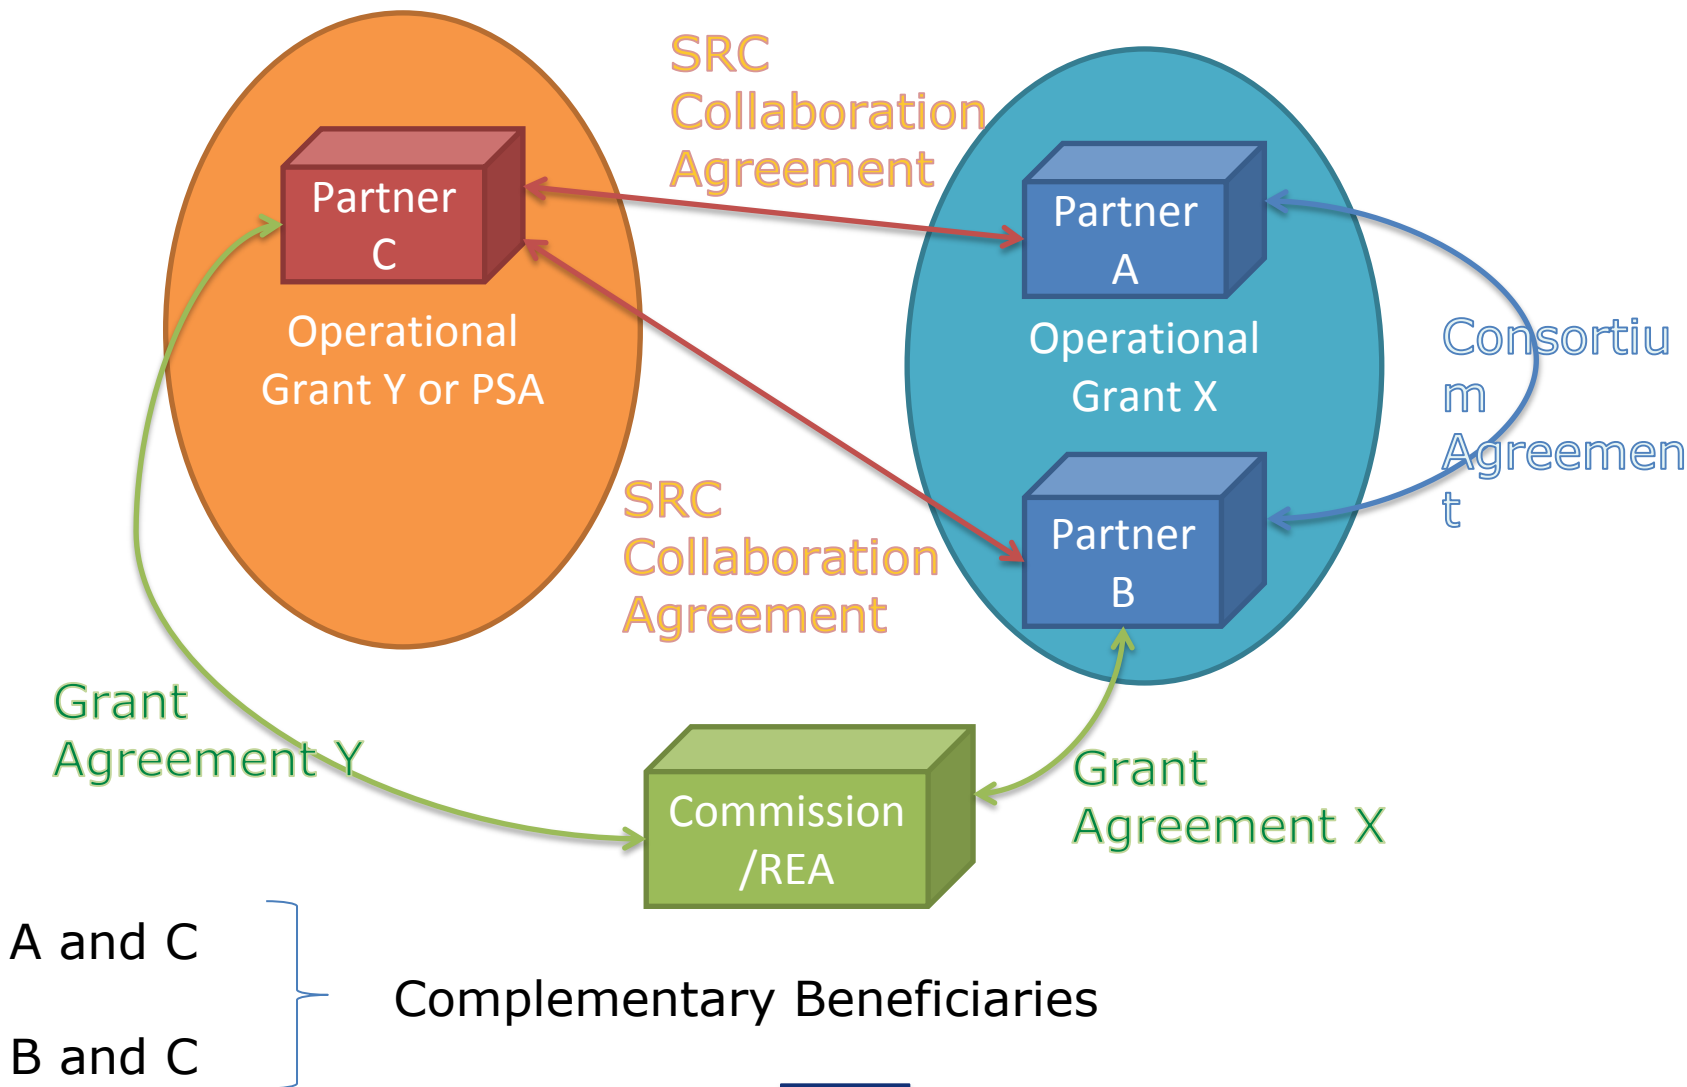 SRC
Collaboration
Agreement
Partner
C
Partner
A
Operational
Grant Y or PSA
Operational
Grant X
Consortiu
m
Agreemen
t
SRC
Collaboration
Agreement
Partner
B
Grant
Agreement Y
Grant
Agreement X
Commission
/REA
A and C
Complementary Beneficiaries
B and C